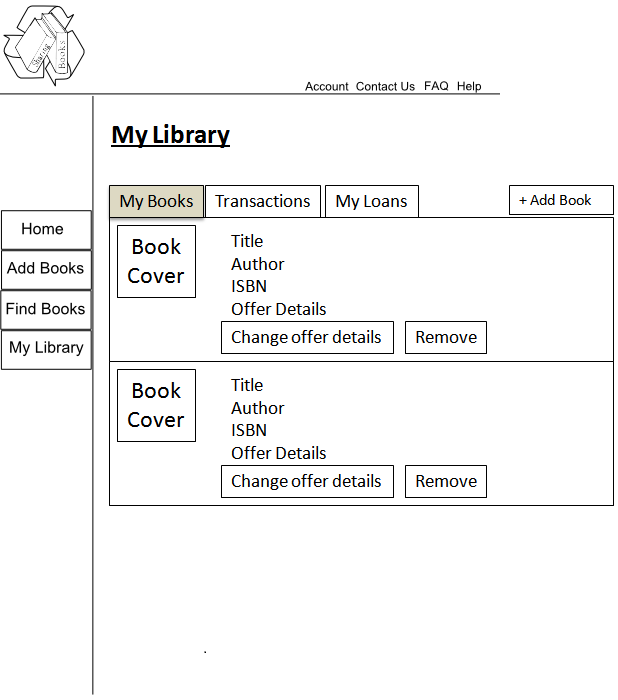 Sharing
Books
Account Contact Us FAQ Help
My Library
My Books Transactions My Loans + Add Book
Home
Add Books
Find Books
My Library
Book
Cover
Title
Author
ISBN
Offer Details
Change offer details Remove
Book
Cover
Title
Author
ISBN
Offer Details
Change offer details Remove